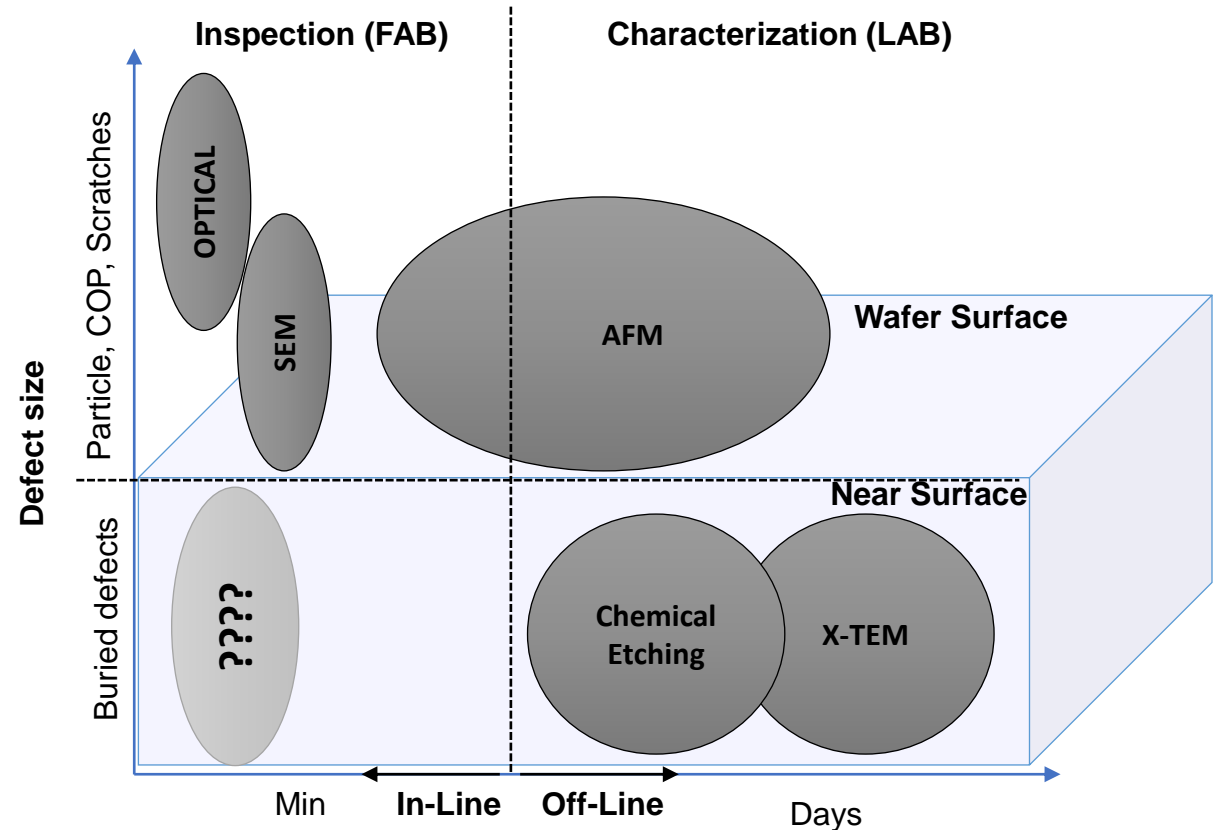 Inspection (FAB)
Characterization (LAB)
Defect size
Particle, COP, Scratches
Buried defects
OPTICAL
SEM
AFM
Wafer Surface
Near Surface
????
Chemical
Etching
X-TEM
Min
In-Line
Off-Line
Days